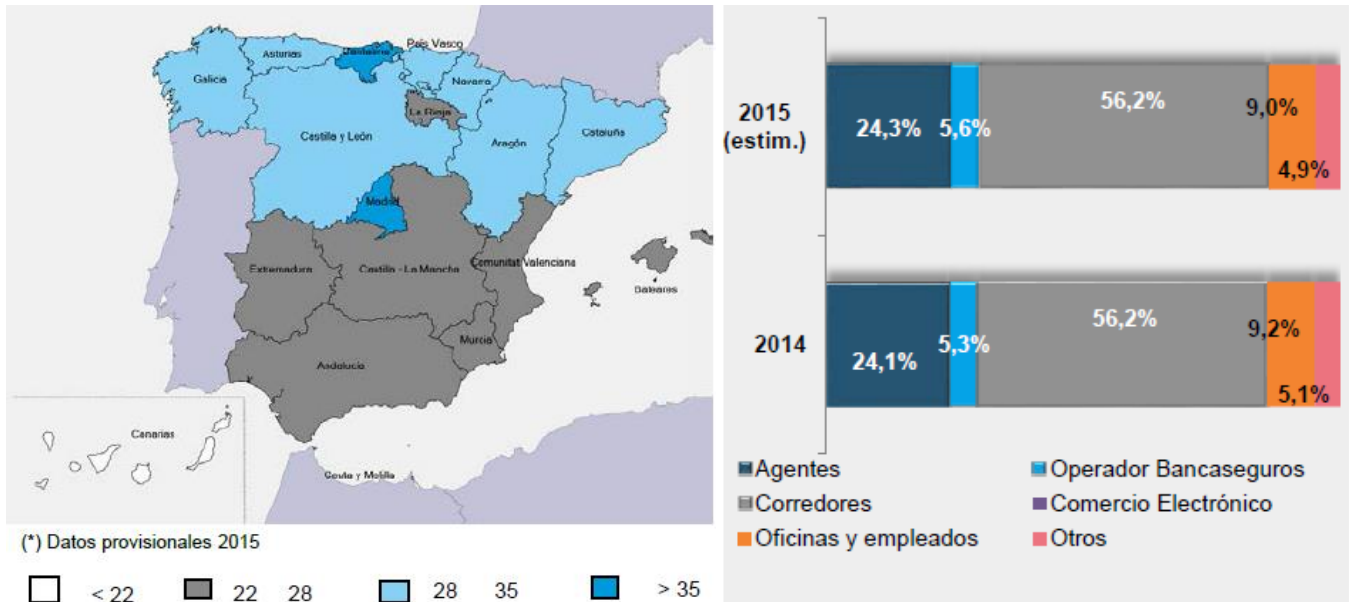 País Vasco
Asturias
Cantabria
Galicia
Navarra
La Rioja
Castilla y León
Aragón
Cataluña
Madrid
Extremadura
Castilla - La Mancha
Comunitat Valenciana
Baleares
Murcia
Andalucía
Canarias
Ceuta y Melilla
(*) Datos provisionales 2015
< 22
22 28
28 35
> 35
2015
(estim.)
24,3%
5,6%
56,2%
9,0%
4,9%
2014
24,1%
5,3%
56,2%
9,2%
5,1%
Agentes
Operador Bancaseguros
Corredores
Comercio Electrónico
Oficinas y empleados
Otros